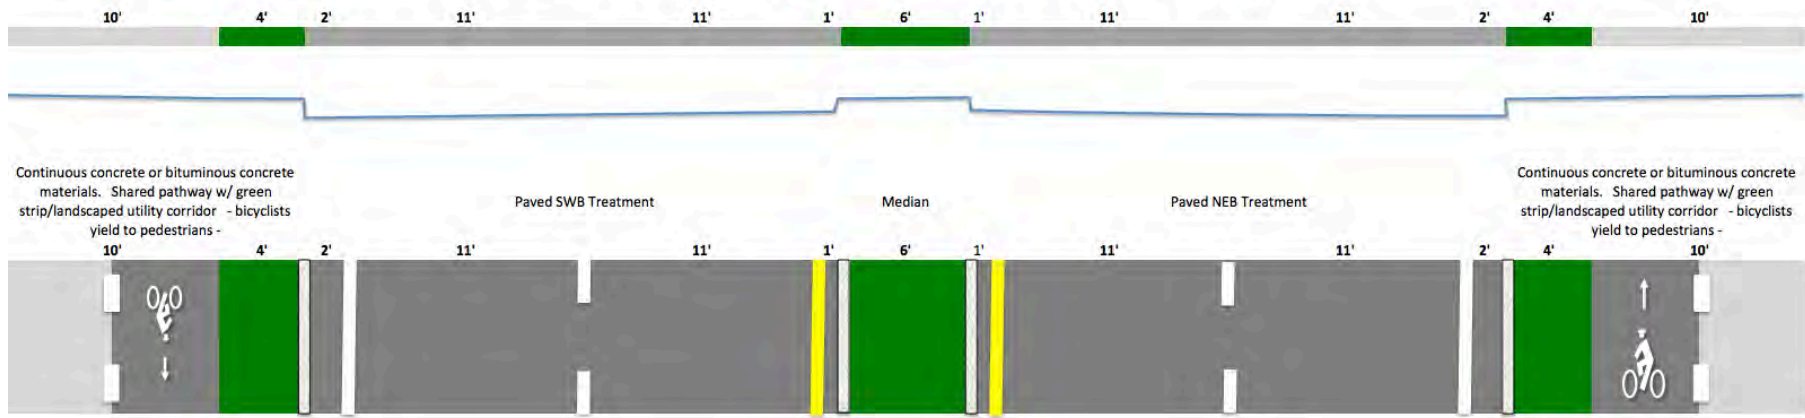 10' 4' 2' 11' 11' 1' 6' 1' 11' 11' 2' 4' 10'
Continuous concrete or bituminous concrete
materials. Shared pathway w/ green
strip/landscaped utility corridor - bicyclists
yield to pedestrians -
Paved SWB Treatment
Median
Paved NEB Treatment
Continuous concrete or bituminous concrete
materials. Shared pathway w/ green
strip/landscaped utility corridor - bicyclists
yield to pedestrians -
10' 4' 2' 11' 11' 1' 6' 1' 11' 11' 2' 4' 10'